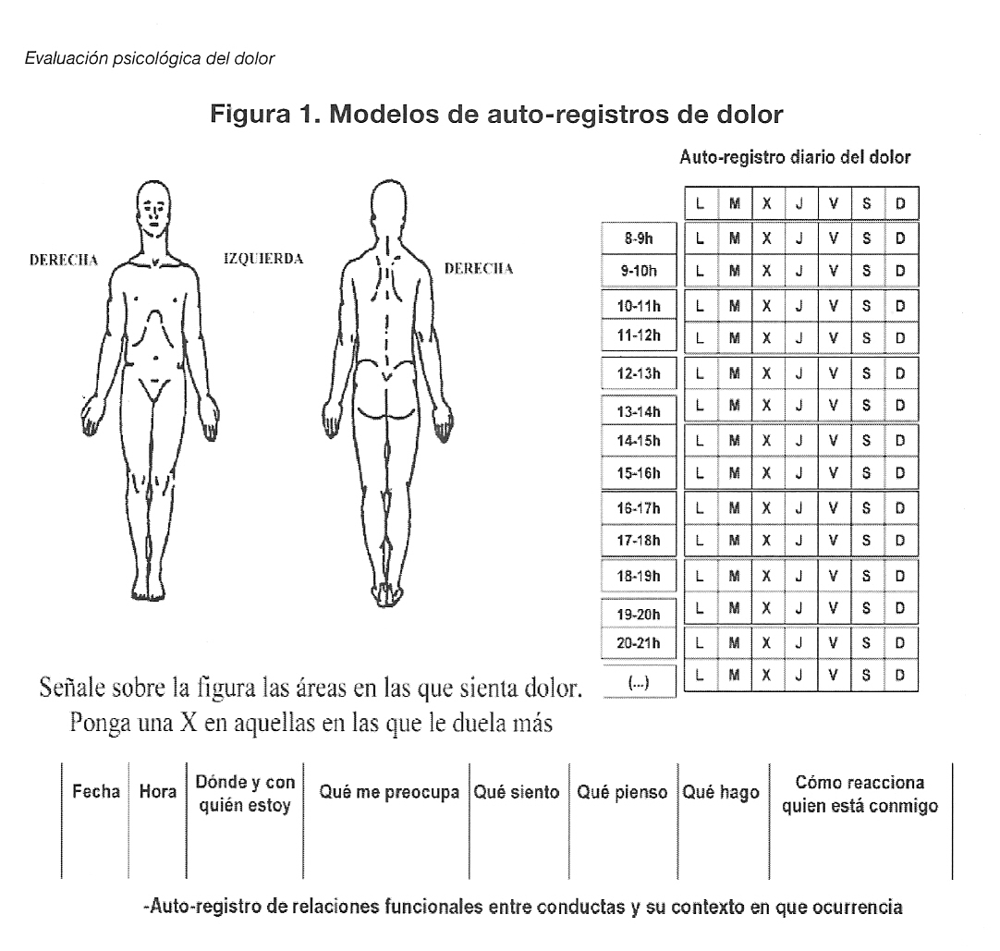 Evaluación psicológica del dolor
Figura 1. Modelos de auto-registros de dolor
Auto-registro diario del dolor
DERECHA
IZQUIERDA
DERECHA
L M X J V S D
8-9h L M X J V S D
9-10h L M X J V S D
10-11h L M X J V S D
11-12h L M X J V S D
12-13h L M X J V S D
13-14h L M X J V S D
14-15h L M X J V S D
15-16h L M X J V S D
16-17h L M X J V S D
17-18h L M X J V S D
18-19h L M X J V S D
19-20h L M X J V S D
20-21h L M X J V S D
(...) L M X J V S D
Señale sobre la figura las áreas en las que sienta dolor.
Ponga una X en aquellas en las que le duela más
Fecha
Hora
Dónde y con
quién estoy
Qué me preocupa
Qué siento
Qué pienso
Qué hago
Cómo reacciona
quien está conmigo
-Auto-registro de relaciones funcionales entre conductas y su contexto en que ocurrencia